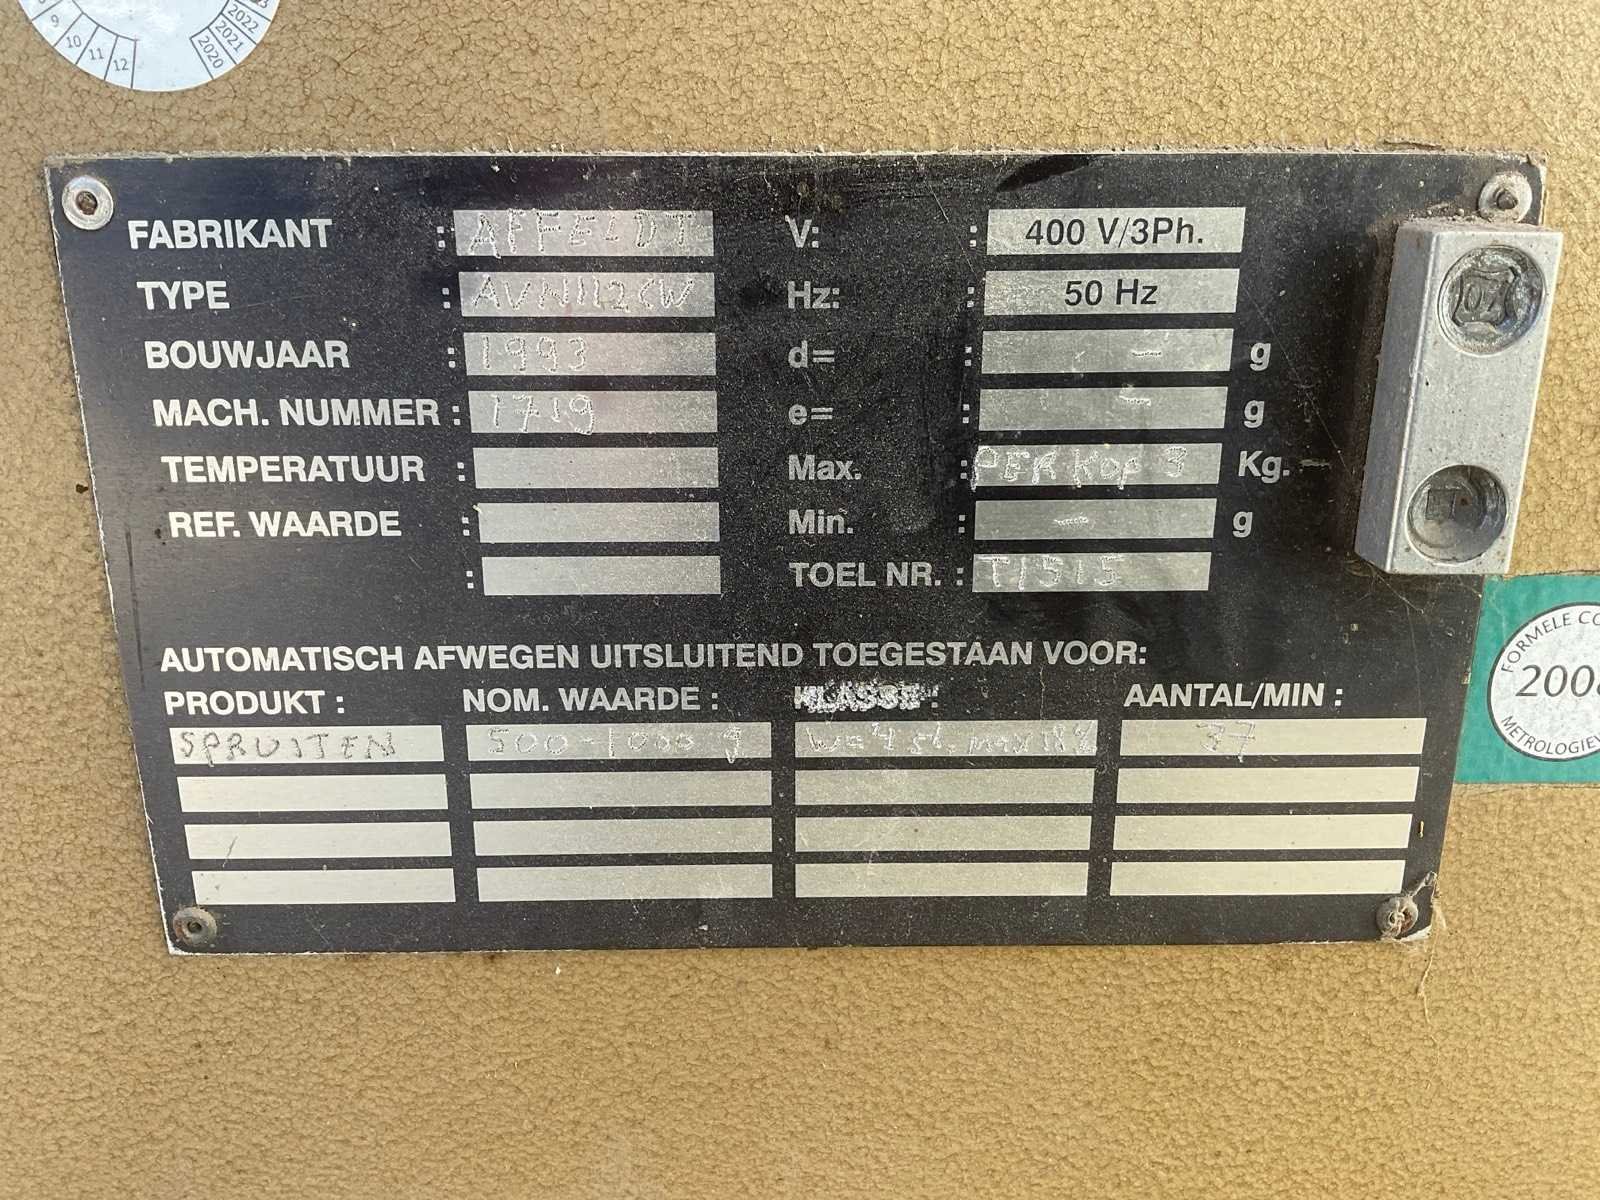 9 10 11 12 2020 2021 2022
FABRIKANT : AFFELDT V: : 400 V/3Ph.
TYPE : AVN112CW Hz: : 50 Hz
BOUWJAAR : 1993 d= : - g
MACH. NUMMER : 1719 e= : - g
TEMPERATUUR : Max. : PER KOP 3 Kg.
REF. WAARDE : Min. : - g
: TOEL NR. : T1515
AUTOMATISCH AFWEGEN UITSLUITEND TOEGESTAAN VOOR:
PRODUKT : NOM. WAARDE : KLASSE : AANTAL/MIN :
SPRUITEN 500-1000 g max 37
FORMELE
200